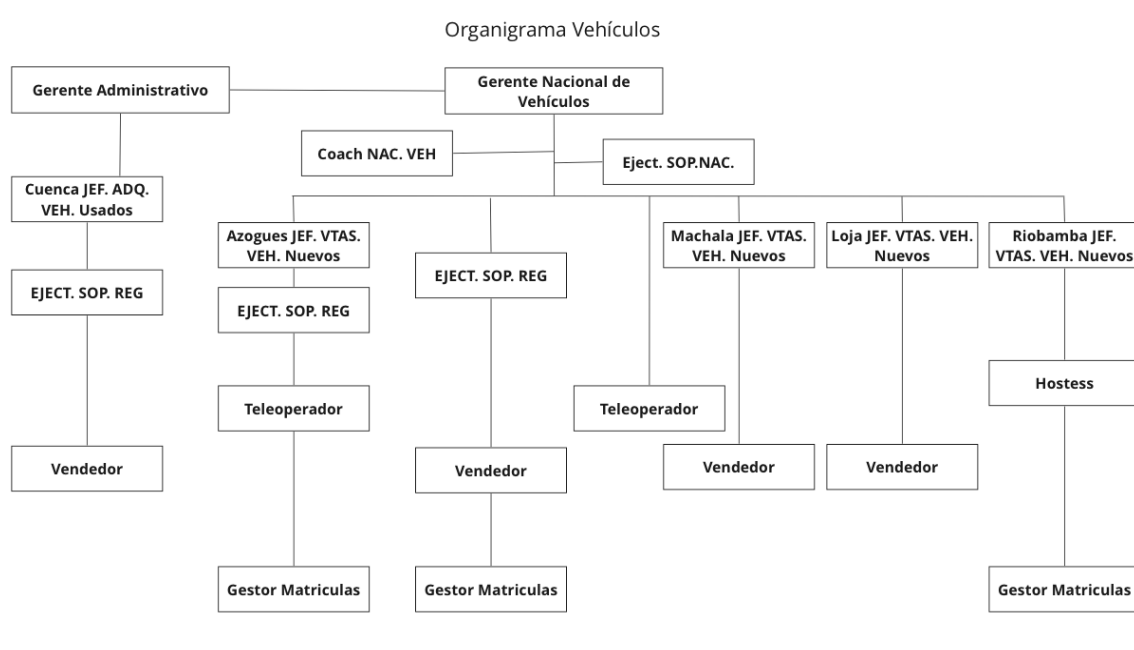 Organigrama Vehículos
Gerente Administrativo
Gerente Nacional de
Vehículos
Coach NAC. VEH
Eject. SOP.NAC.
Cuenca JEF. ADQ.
VEH. Usados
Azogues JEF. VTAS.
VEH. Nuevos
Machala JEF. VTAS.
VEH. Nuevos
Loja JEF. VTAS. VEH.
Nuevos
Riobamba JEF.
VTAS. VEH. Nuevos
EJECT. SOP. REG
EJECT. SOP. REG
EJECT. SOP. REG
Teleoperador
Teleoperador
Hostess
Vendedor
Vendedor
Vendedor
Vendedor
Gestor Matriculas
Gestor Matriculas
Gestor Matriculas